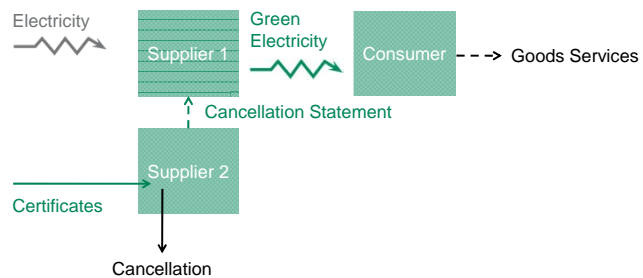 Electricity
Supplier 1
Green
Electricity
Consumer
Goods Services
Cancellation Statement
Supplier 2
Certificates
Cancellation